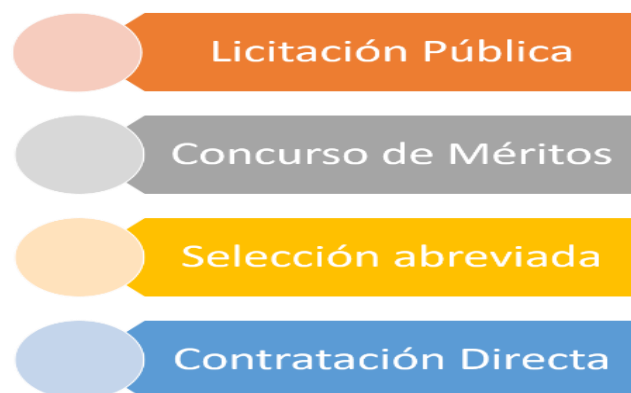 Licitación Pública
Concurso de Méritos
Selección abreviada
Contratación Directa